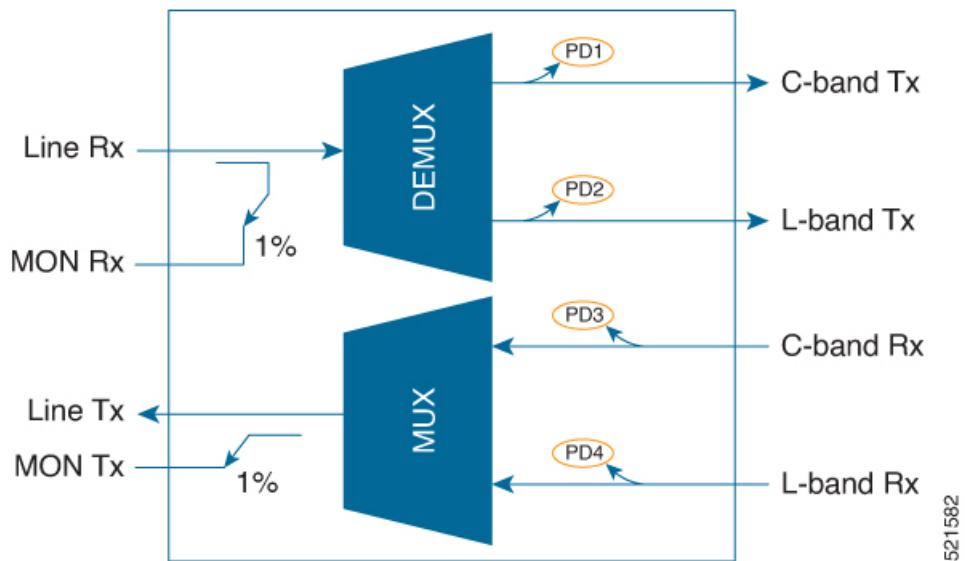 PD1
C-band Tx
Line Rx
DEMUX
PD2
L-band Tx
1%
MON Rx
PD3
C-band Rx
Line Tx
MUX
MON Tx
1%
PD4
L-band Rx
521582